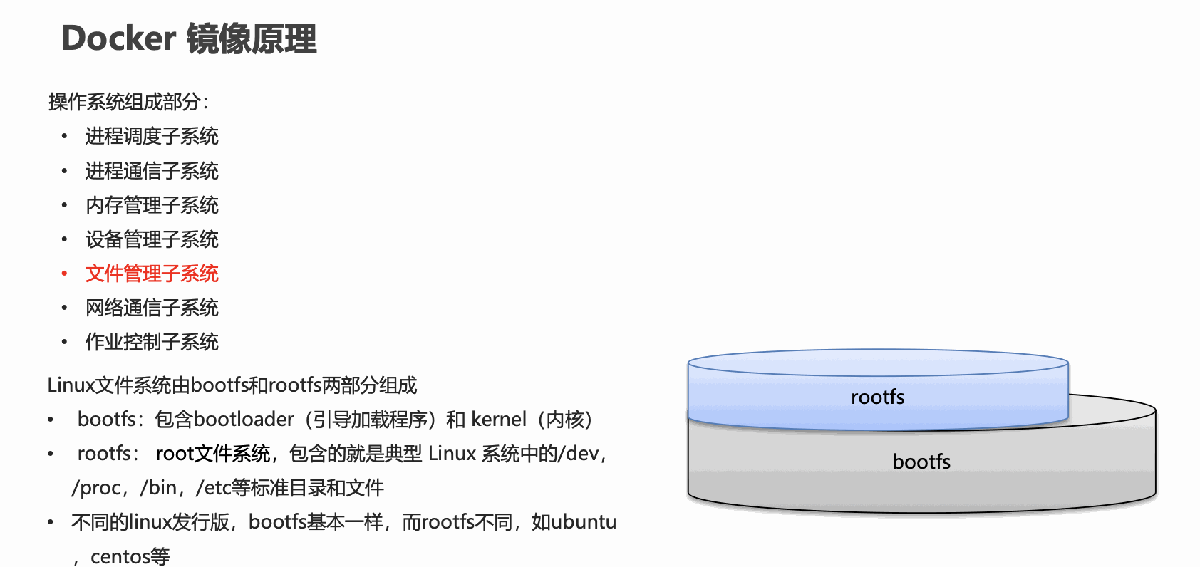 Docker 镜像原理
操作系统组成部分：
• 进程调度子系统
• 进程通信子系统
• 内存管理子系统
• 设备管理子系统
• 文件管理子系统
• 网络通信子系统
• 作业控制子系统
Linux文件系统由bootfs和rootfs两部分组成
• bootfs：包含bootloader（引导加载程序）和 kernel（内核）
• rootfs： root文件系统，包含的就是典型 Linux 系统中的/dev，
/proc，/bin，/etc等标准目录和文件
• 不同的linux发行版，bootfs基本一样，而rootfs不同，如ubuntu
，centos等
rootfs
bootfs